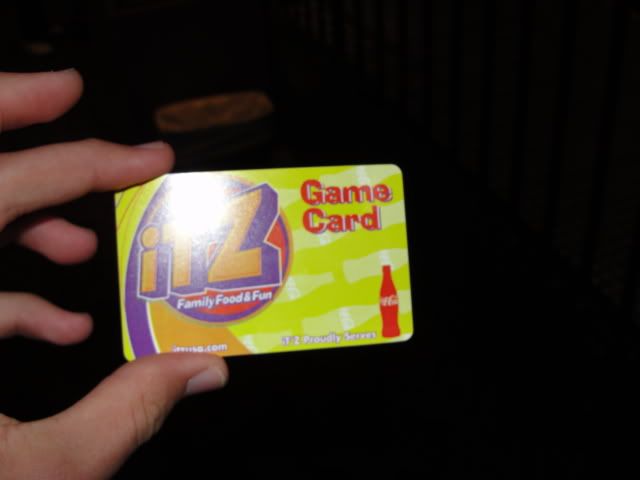 Game
Card
iTZ
Family Food & Fun
itzusa.com
iT'Z Proudly Serves
Coca-Cola